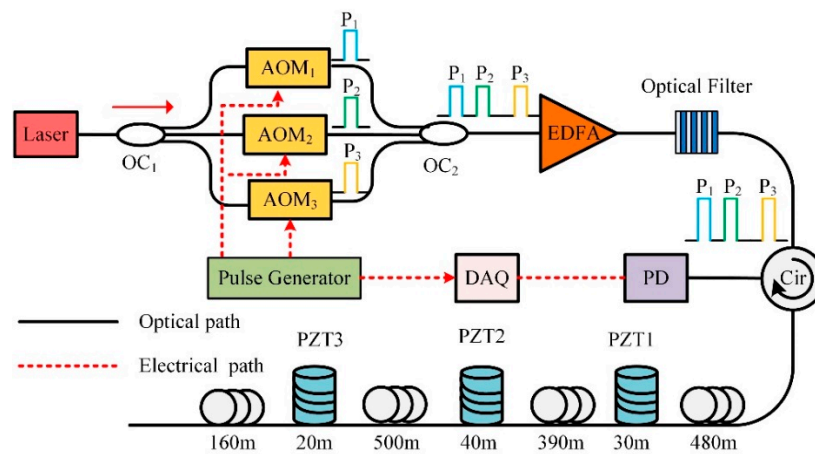 P₁
AOM₁
P₂
P₁ P₂ P₃
Optical Filter
Laser
OC₁
AOM₂
OC₂
EDFA
P₃
AOM₃
P₁ P₂ P₃
Pulse Generator
DAQ
PD
Cir
Optical path
Electrical path
PZT3
PZT2
PZT1
160m 20m 500m 40m 390m 30m 480m